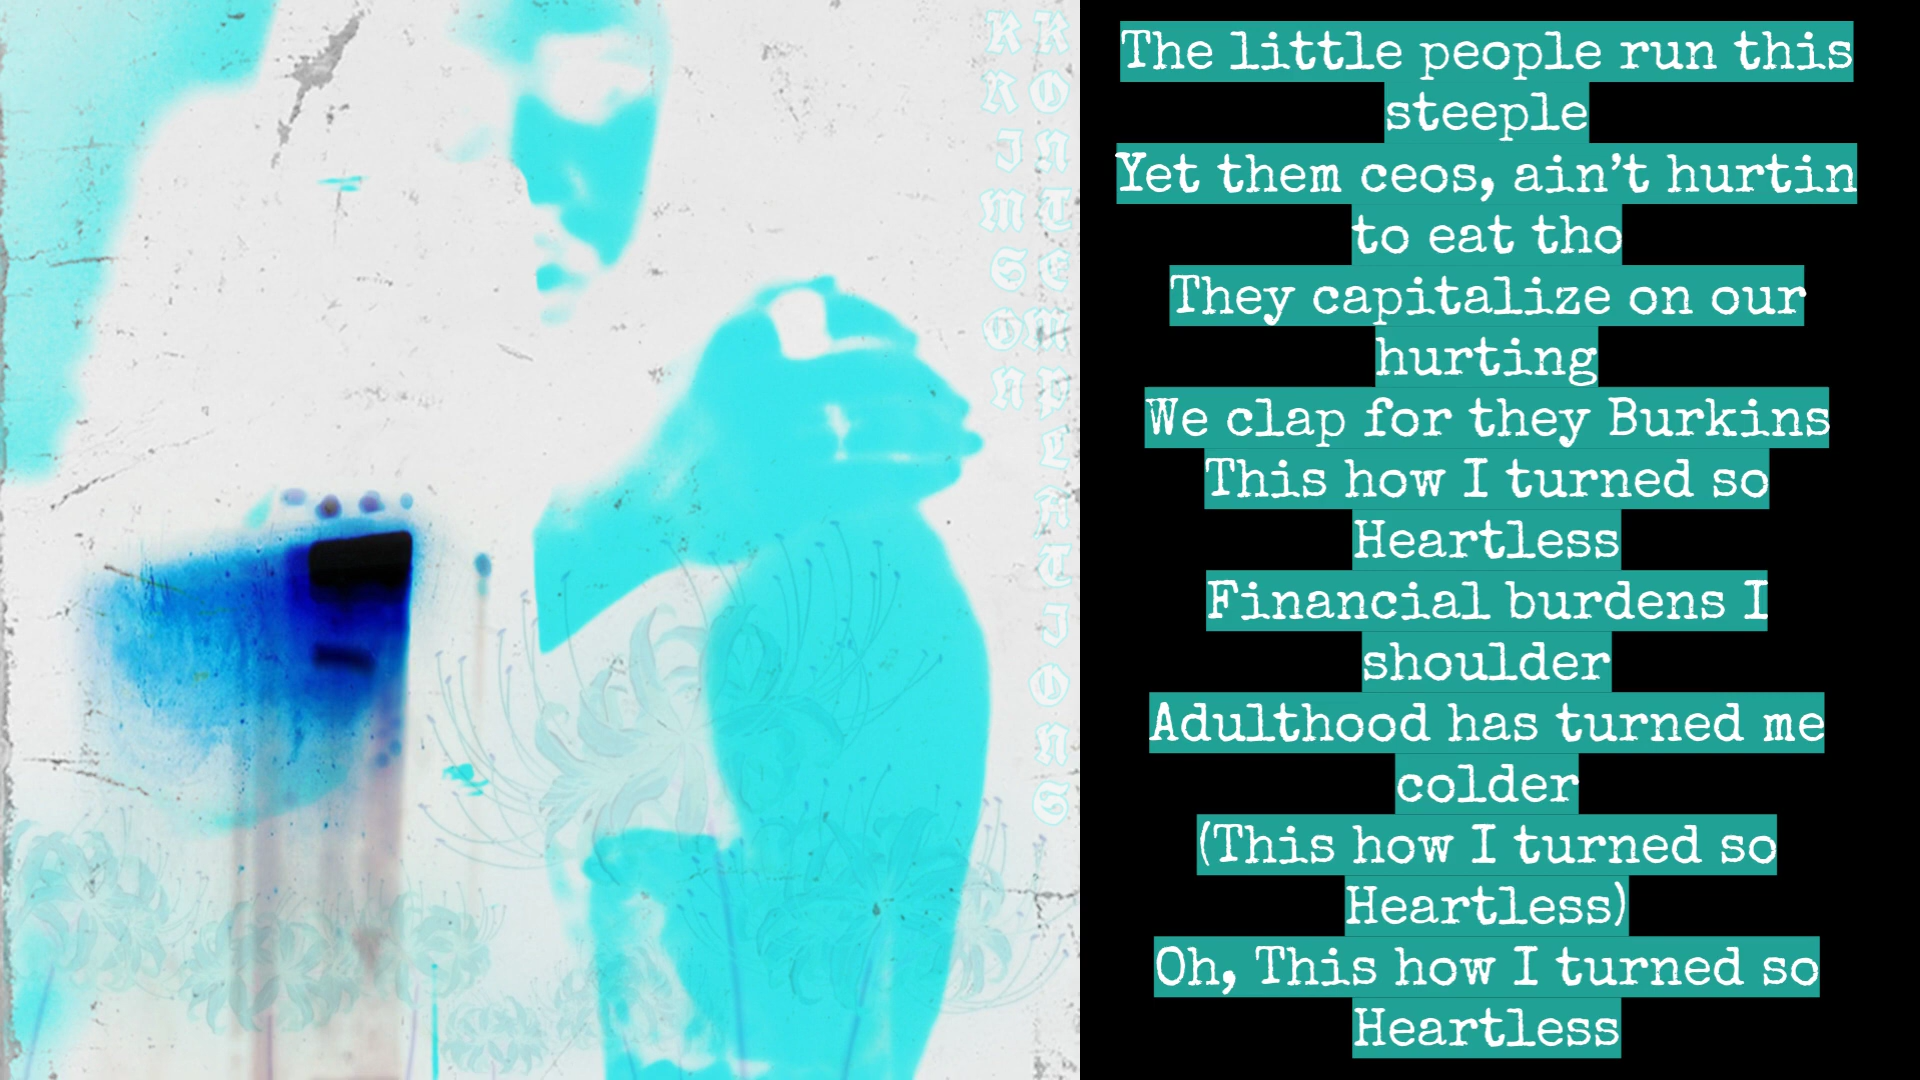 KRIMSON
KONTEMPLATIONS
The little people run this
steeple
Yet them ceos, ain't hurtin
to eat tho
They capitalize on our
hurting
We clap for they Burkins
This how I turned so
Heartless
Financial burdens I
shoulder
Adulthood has turned me
colder
(This how I turned so
Heartless)
Oh, This how I turned so
Heartless